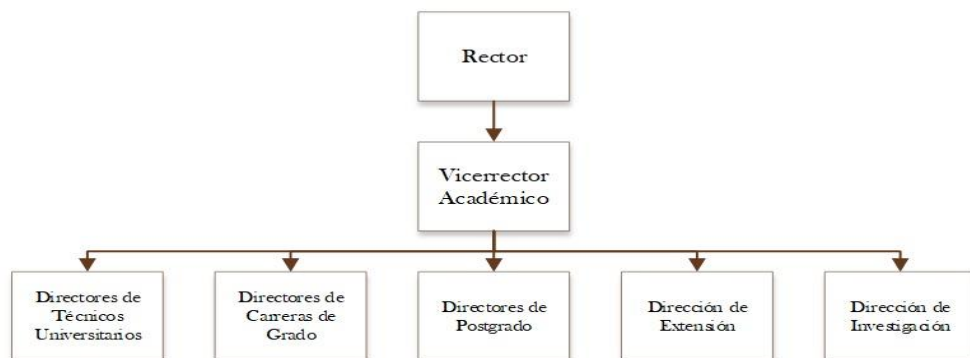 Rector
Vicerrector
Académico
Directores de
Técnicos
Universitarios
Directores de
Carreras de
Grado
Directores de
Postgrado
Dirección de
Extensión
Dirección de
Investigación